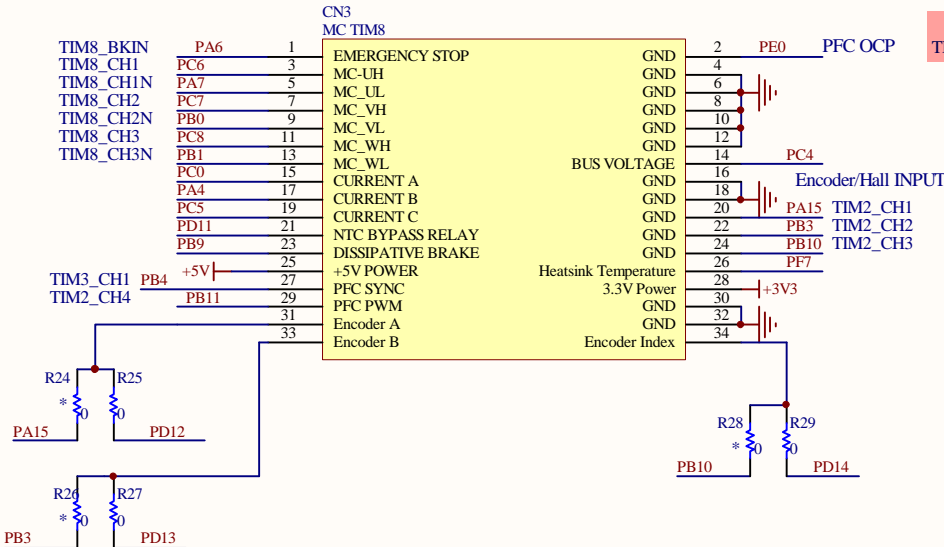 CN3
MC TIM8
TIM8_BKIN PA6 1 EMERGENCY STOP GND 2 PE0 PFC OCP
TIM8_CH1 PC6 3 MC-UH GND 4
TIM8_CH1N PA7 5 MC_UL GND 6
TIM8_CH2 PC7 7 MC_VH GND 8
TIM8_CH2N PB0 9 MC_VL GND 10
TIM8_CH3 PC8 11 MC_WH GND 12
TIM8_CH3N PB1 13 MC_WL BUS VOLTAGE 14 PC4
PC0 15 CURRENT A GND 16 Encoder/Hall INPUT
PA4 17 CURRENT B GND 18
PC5 19 CURRENT C GND 20 PA15 TIM2_CH1
PD11 21 NTC BYPASS RELAY GND 22 PB3 TIM2_CH2
PB9 23 DISSIPATIVE BRAKE GND 24 PB10 TIM2_CH3
+5V 25 +5V POWER Heatsink Temperature 26 PF7
TIM3_CH1 PB4 27 PFC SYNC 3.3V Power 28 +3V3
TIM2_CH4 PB11 29 PFC PWM GND 30
31 Encoder A GND 32
33 Encoder B Encoder Index 34
R24 R25
* 0 0
PA15 PD12
R28 R29
* 0 0
PB10 PD14
R26 R27
* 0 0
PB3 PD13